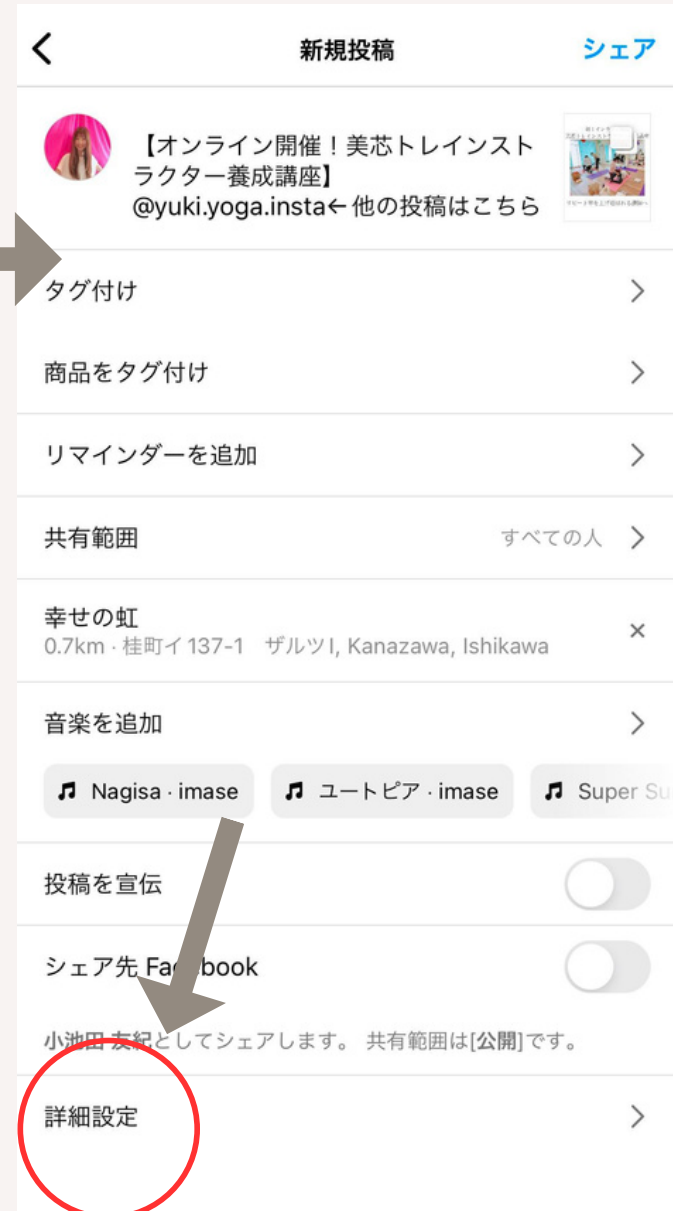 新規投稿
シェア
【オンライン開催！美芯トレインスト
ラクター養成講座】
@yuki.yoga.insta←他の投稿はこちら
タグ付け
商品をタグ付け
リマインダーを追加
共有範囲
すべての人
幸せの虹
0.7km · 桂町イ137-1　ザルツI, Kanazawa, Ishikawa
音楽を追加
Nagisa · imase
ユートピア · imase
Super Su
投稿を宣伝
シェア先 Facebook
小池田 友紀としてシェアします。 共有範囲は[公開]です。
詳細設定